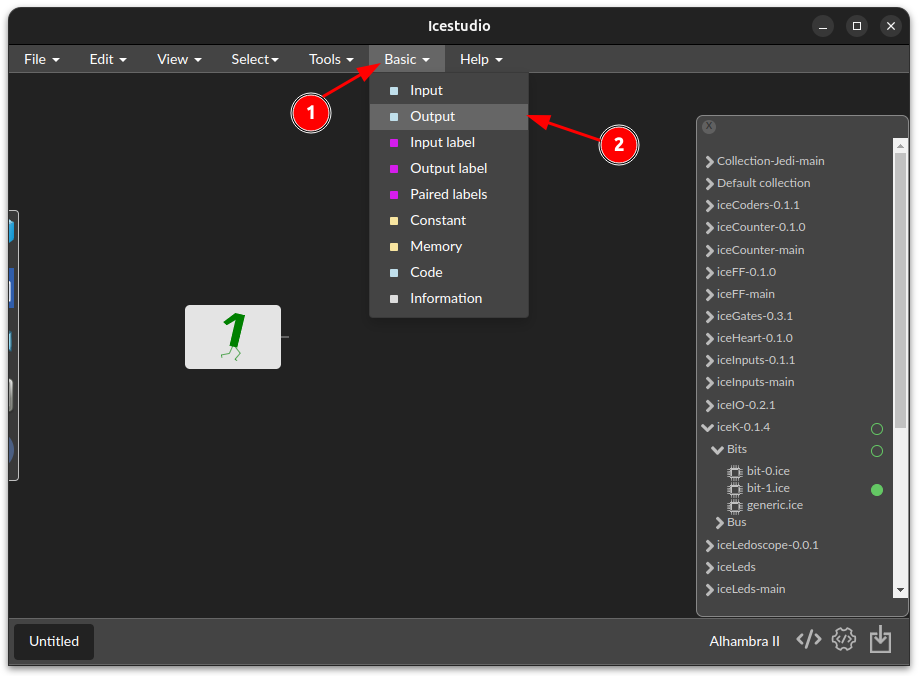 Icestudio
File Edit View Select Tools Basic Help
Input
Output
Input label
Output label
Paired labels
Constant
Memory
Code
Information
1
2
1
X
Collection-Jedi-main
Default collection
iceCoders-0.1.1
iceCounter-0.1.0
iceCounter-main
iceFF-0.1.0
iceFF-main
iceGates-0.3.1
iceHeart-0.1.0
iceInputs-0.1.1
iceInputs-main
iceIO-0.2.1
iceK-0.1.4
Bits
bit-0.ice
bit-1.ice
generic.ice
Bus
iceLedoscope-0.0.1
iceLeds
iceLeds-main
Untitled
Alhambra II